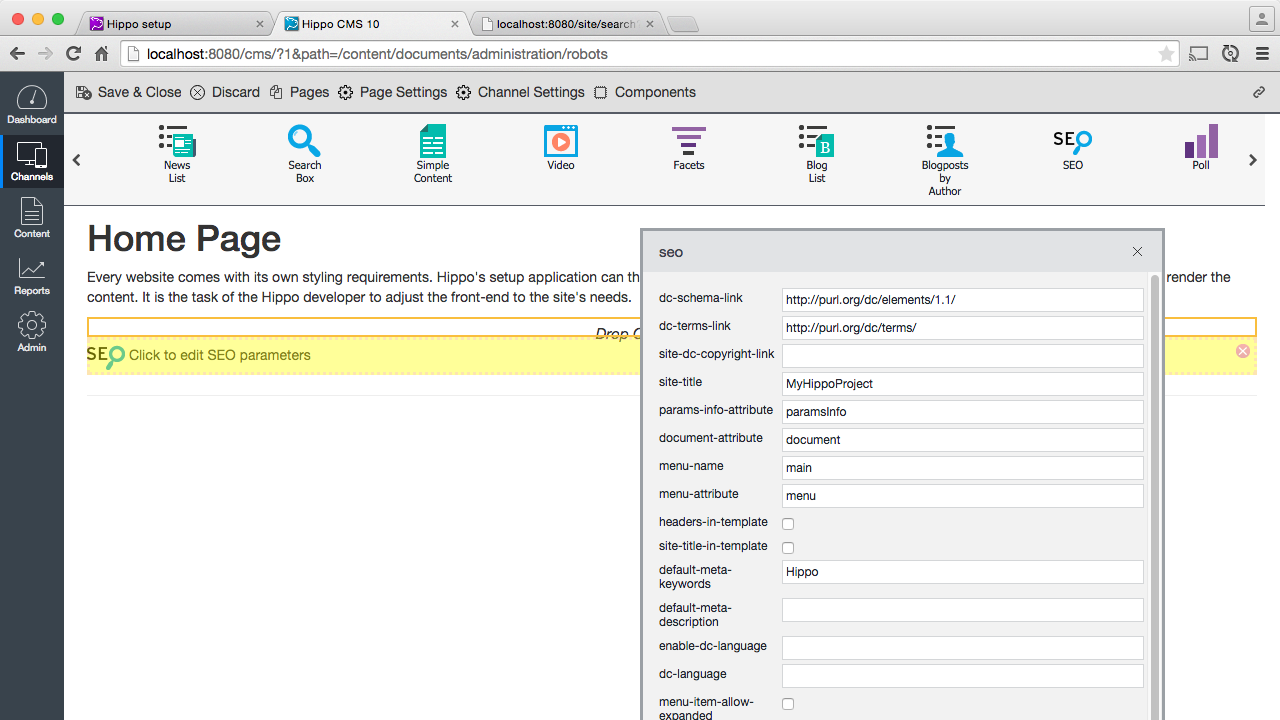 Hippo setup
Hippo CMS 10
localhost:8080/site/search
localhost:8080/cms/?1&path=/content/documents/administration/robots
Save & Close
Discard
Pages
Page Settings
Channel Settings
Components
Dashboard
Channels
Content
Reports
Admin
News
List
Search
Box
Simple
Content
Video
Facets
B
Blog
List
Blogposts
by
Author
SEO
SEO
Poll
Home Page
Every website comes with its own styling requirements. Hippo's setup application can th
render the
content. It is the task of the Hippo developer to adjust the front-end to the site's needs.
Drop
SEO Click to edit SEO parameters
seo
dc-schema-link http://purl.org/dc/elements/1.1/
dc-terms-link http://purl.org/dc/terms/
site-dc-copyright-link
site-title MyHippoProject
params-info-attribute paramsInfo
document-attribute document
menu-name main
menu-attribute menu
headers-in-template
site-title-in-template
default-meta-
keywords
Hippo
default-meta-
description
enable-dc-language
dc-language
menu-item-allow-
expanded